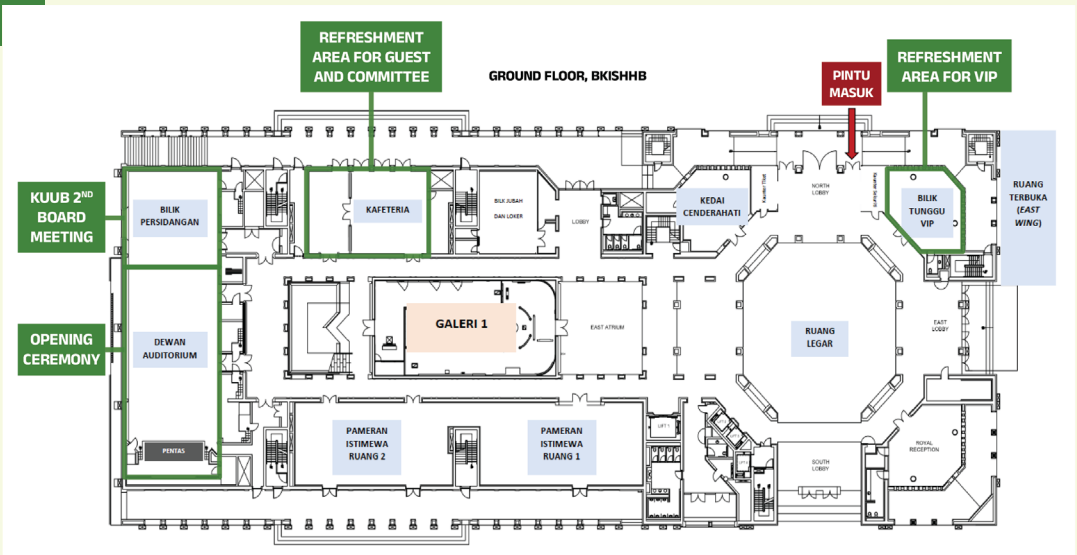 REFRESHMENT
AREA FOR GUEST
AND COMMITTEE
GROUND FLOOR, BKISHHB
PINTU
MASUK
REFRESHMENT
AREA FOR VIP
KUUB 2ND
BOARD
MEETING
BILIK
PERSIDANGAN
KAFETERIA
BILIK JUBAH
DAN LOKER
LOBBY
KEDAI
CENDERAHATI
NORTH
LOBBY
BILIK
TUNGGU
VIP
RUANG
TERBUKA
(EAST
WING)
OPENING
CEREMONY
DEWAN
AUDITORIUM
GALERI 1
EAST ATRIUM
RUANG
LEGAR
EAST
LOBBY
PENTAS
PAMERAN
ISTIMEWA
RUANG 2
PAMERAN
ISTIMEWA
RUANG 1
LIFT 1
SOUTH
LOBBY
ROYAL
RECEPTION